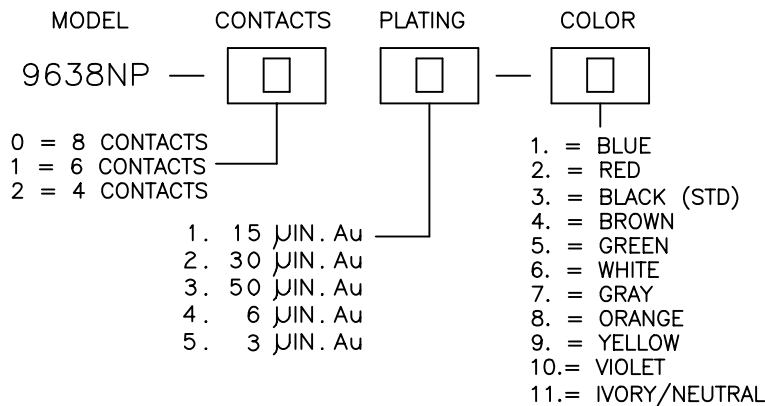 MODEL CONTACTS PLATING COLOR
9638NP — 0 0 — 0
0 = 8 CONTACTS
1 = 6 CONTACTS
2 = 4 CONTACTS
1. 15 µIN. Au
2. 30 µIN. Au
3. 50 µIN. Au
4. 6 µIN. Au
5. 3 µIN. Au
1. = BLUE
2. = RED
3. = BLACK (STD)
4. = BROWN
5. = GREEN
6. = WHITE
7. = GRAY
8. = ORANGE
9. = YELLOW
10.= VIOLET
11.= IVORY/NEUTRAL